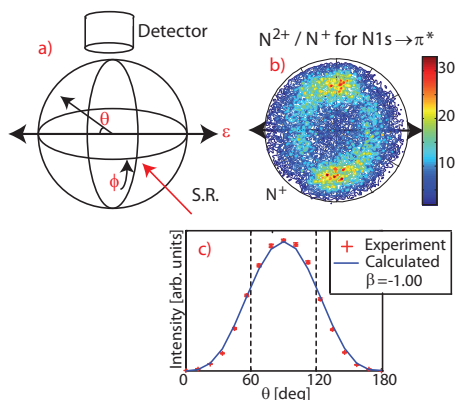 Detector
a)
θ
ε
ϕ
S.R.
N2+ / N+ for N1s→π*
b)
N+
30
20
10
c)
Intensity [arb. units]
Experiment
Calculated
β=-1.00
0 60 120 180
θ [deg]